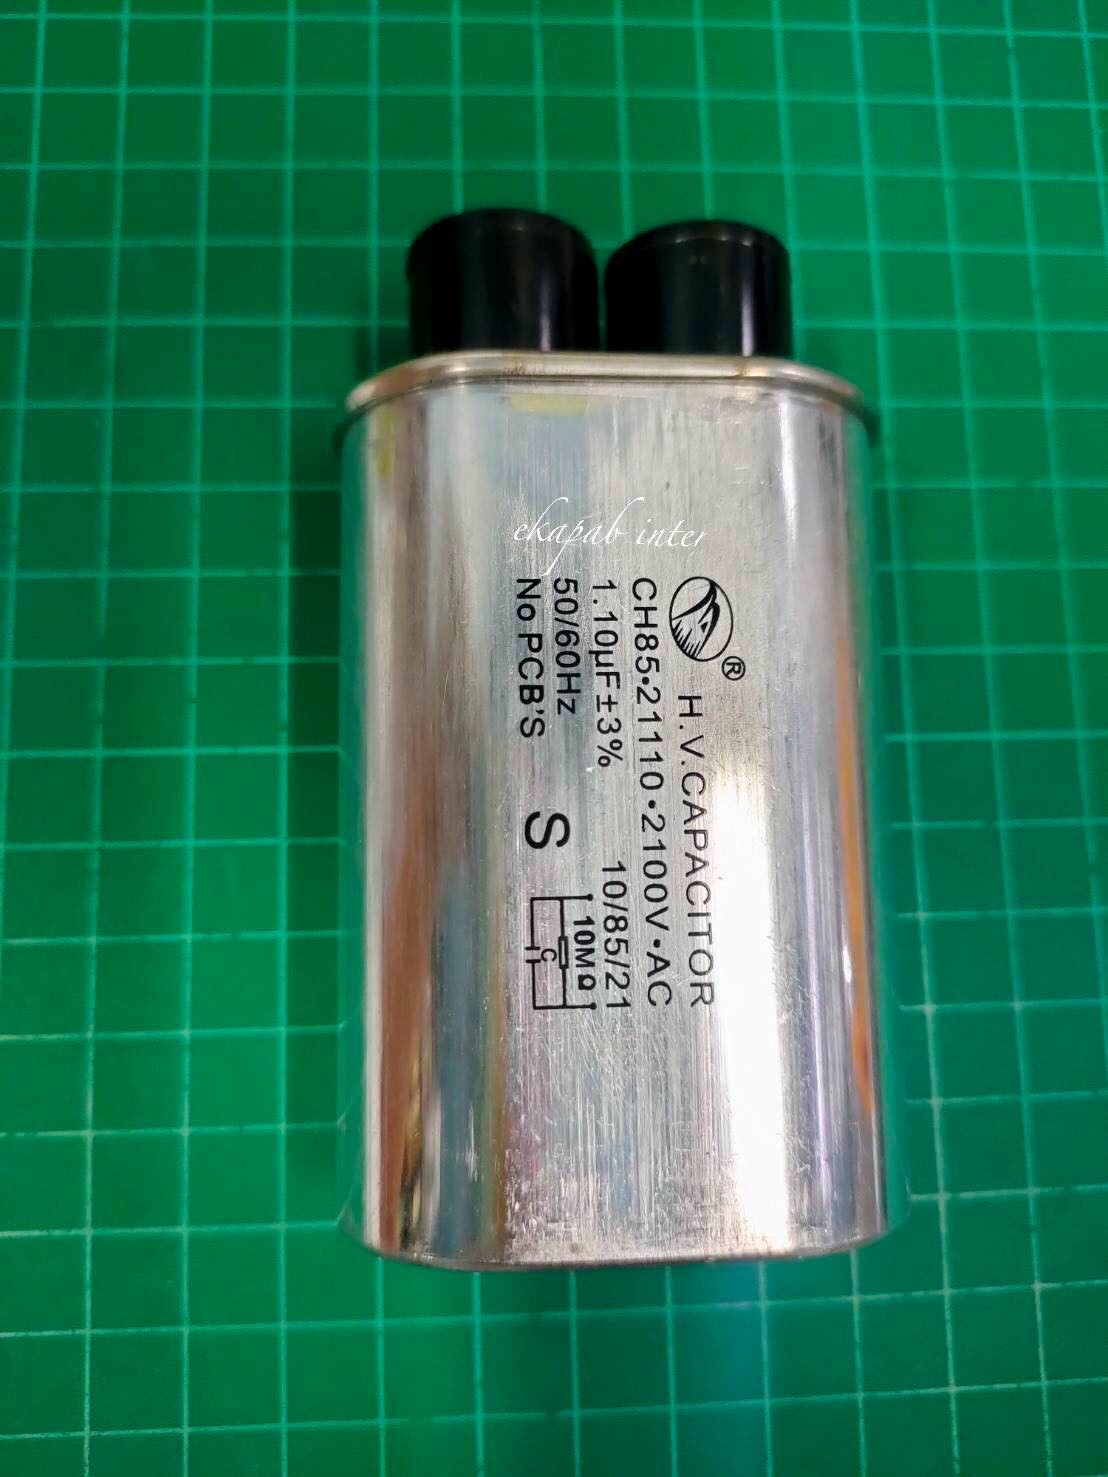 ekapab inter
® H.V.CAPACITOR
CH85•21110•2100V•AC
1.10µF±3% 10/85/21
50/60Hz
10MΩ
No PCB'S S
C